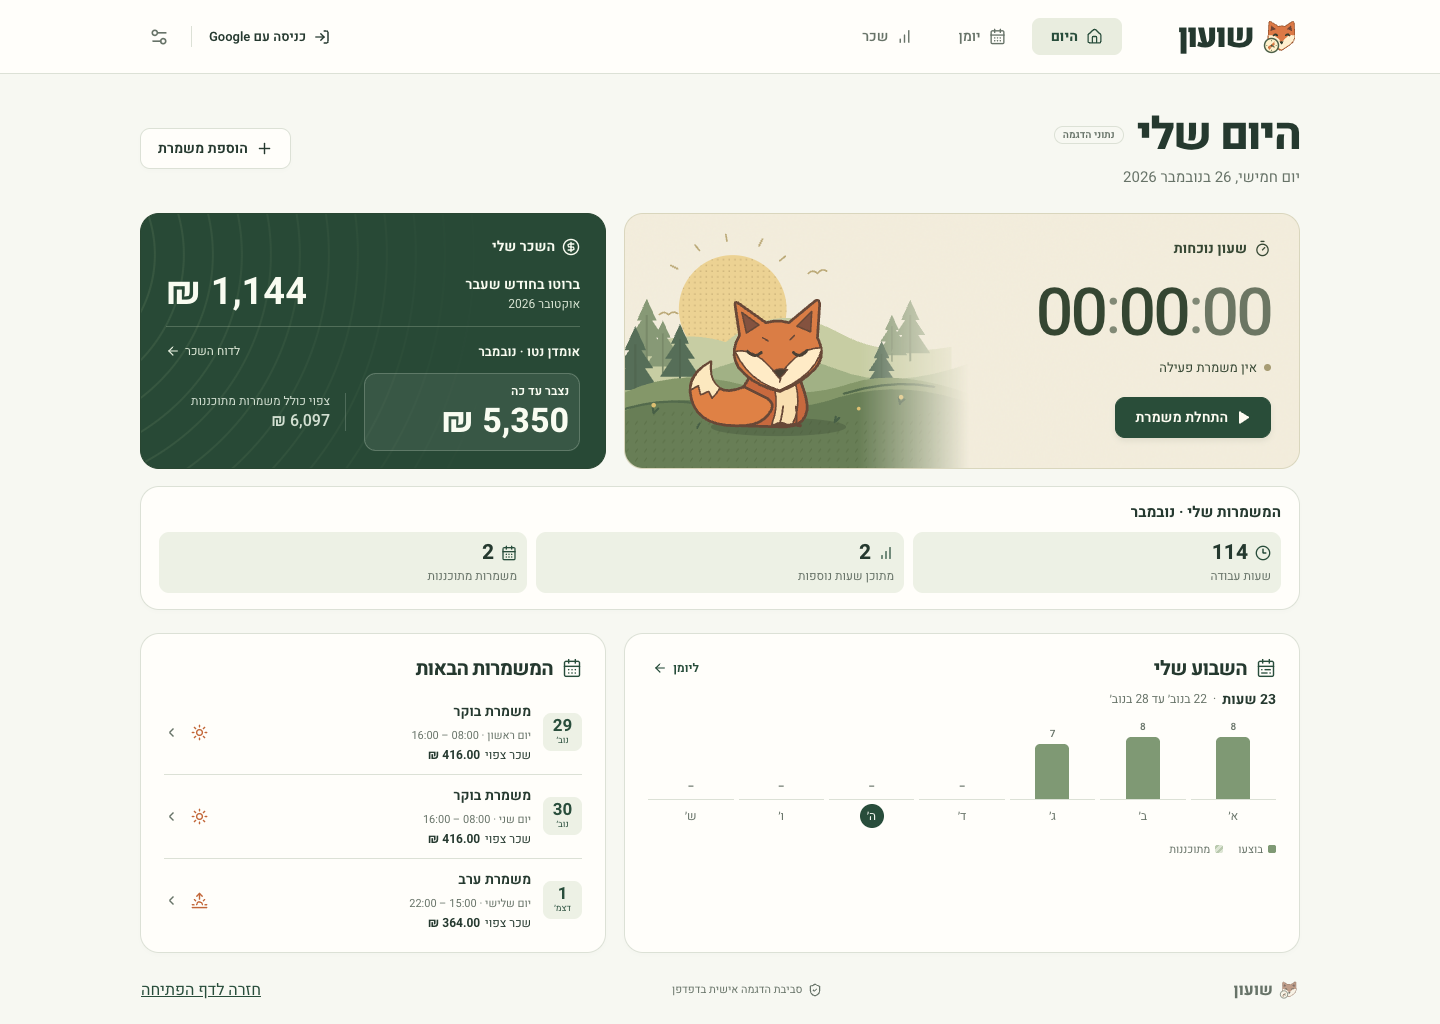 שועון
היום
יומן
שכר
כניסה עם Google
היום שלי
נתוני הדגמה
יום חמישי, 26 בנובמבר 2026
הוספת משמרת
שעון נוכחות
00:00:00
אין משמרת פעילה
התחלת משמרת
השכר שלי
ברוטו בחודש שעבר
אוקטובר 2026
1,144 ₪
אומדן נטו · נובמבר
לדוח השכר
נצבר עד כה
5,350 ₪
צפוי כולל משמרות מתוכננות
6,097 ₪
המשמרות שלי · נובמבר
114
שעות עבודה
2
מתוכן שעות נוספות
2
משמרות מתוכננות
השבוע שלי
ליומן
23 שעות · 22 בנוב׳ עד 28 בנוב׳
8 8 7 – – – –
א׳ ב׳ ג׳ ד׳ ה׳ ו׳ ש׳
בוצעו מתוכננות
המשמרות הבאות
29 נוב׳
משמרת בוקר
יום ראשון · 08:00 – 16:00
שכר צפוי 416.00 ₪
30 נוב׳
משמרת בוקר
יום שני · 08:00 – 16:00
שכר צפוי 416.00 ₪
1 דצמ׳
משמרת ערב
יום שלישי · 15:00 – 22:00
שכר צפוי 364.00 ₪
שועון
סביבת הדגמה אישית בדפדפן
חזרה לדף הפתיחה